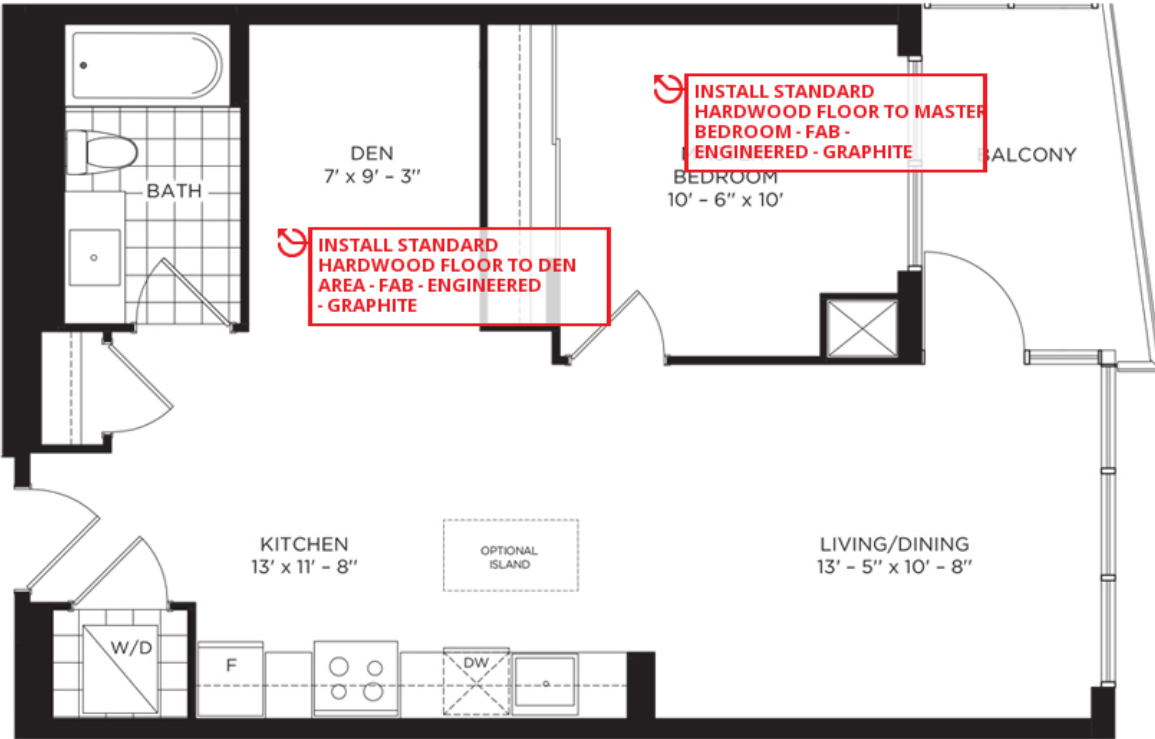 INSTALL STANDARD
HARDWOOD FLOOR TO MASTER
BEDROOM - FAB -
ENGINEERED - GRAPHITE
BEDROOM
10' - 6" x 10'
BALCONY
DEN
7' x 9' - 3"
BATH
INSTALL STANDARD
HARDWOOD FLOOR TO DEN
AREA - FAB - ENGINEERED
- GRAPHITE
KITCHEN
13' x 11' - 8"
OPTIONAL
ISLAND
LIVING/DINING
13' - 5" x 10' - 8"
W/D
F
DW